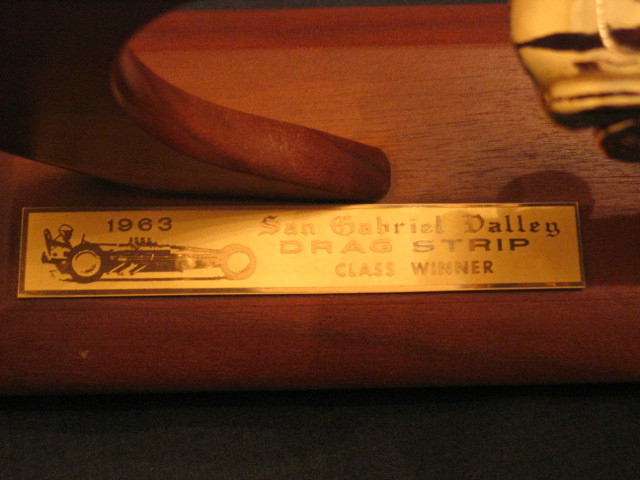 1963
San Gabriel Valley
DRAG STRIP
CLASS WINNER